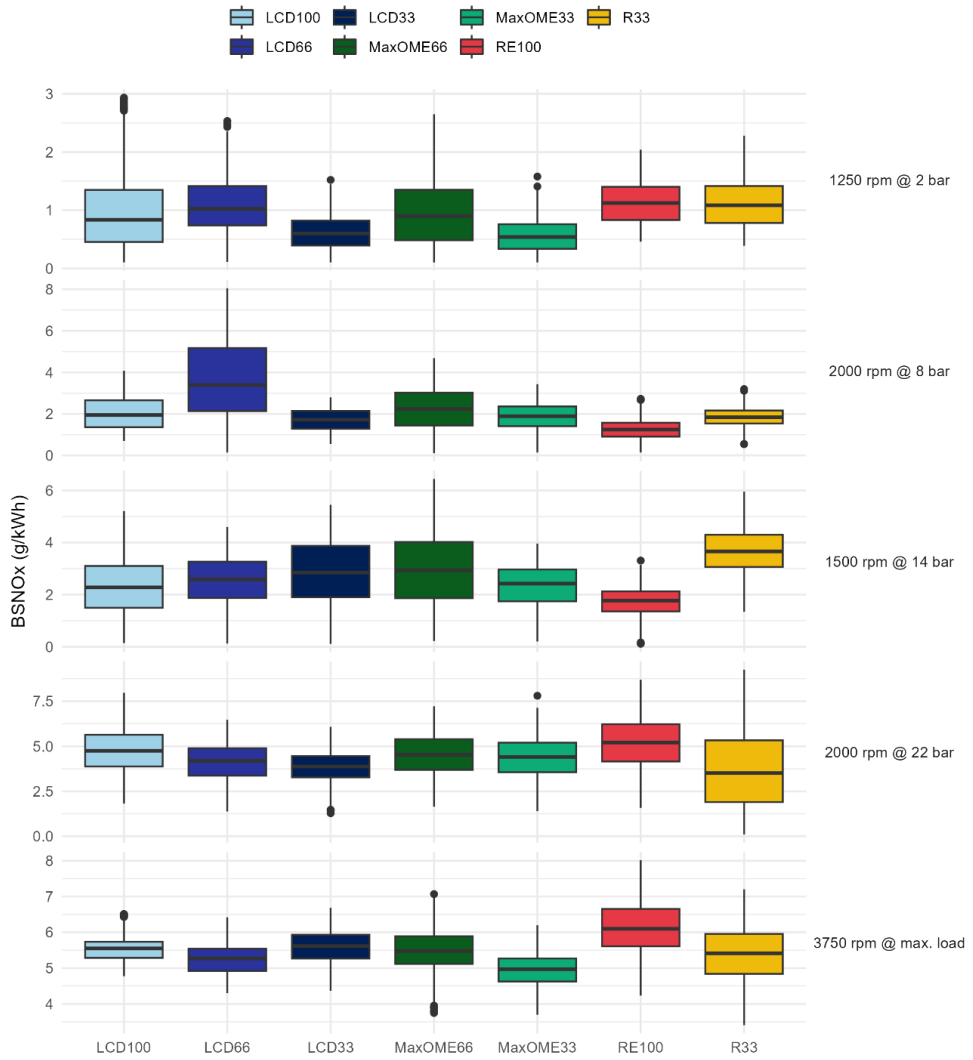 LCD100 LCD33 MaxOME33 R33
LCD66 MaxOME66 RE100
3
2
1
0
1250 rpm @ 2 bar
8
6
4
2
0
2000 rpm @ 8 bar
BSNOx (g/kWh)
6
4
2
0
1500 rpm @ 14 bar
7.5
5.0
2.5
0.0
2000 rpm @ 22 bar
8
7
6
5
4
3750 rpm @ max. load
LCD100 LCD66 LCD33 MaxOME66 MaxOME33 RE100 R33